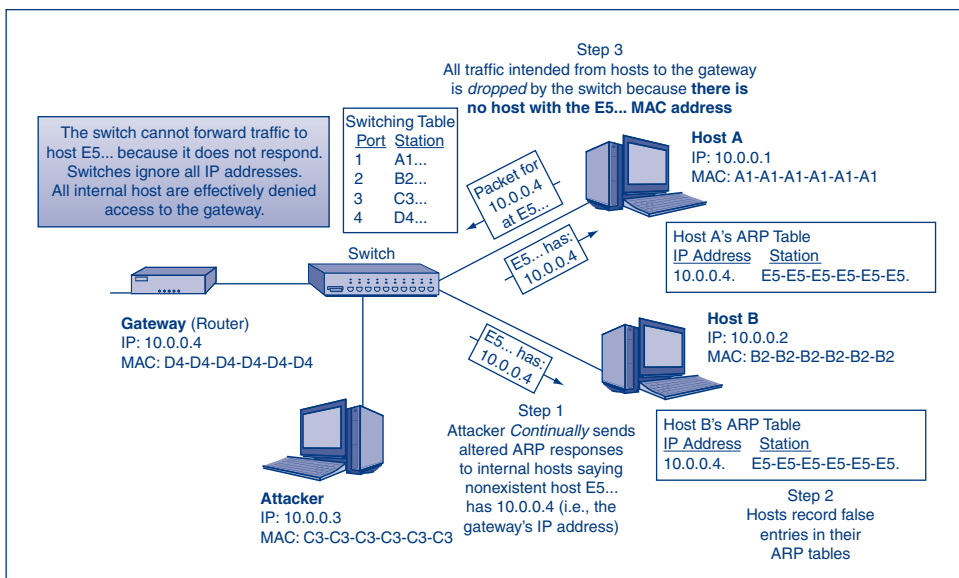 Step 3
All traffic intended from hosts to the gateway
is dropped by the switch because there is
no host with the E5... MAC address
The switch cannot forward traffic to
host E5... because it does not respond.
Switches ignore all IP addresses.
All internal host are effectively denied
access to the gateway.
Switching Table
Port Station
1 A1...
2 B2...
3 C3...
4 D4...
Host A
IP: 10.0.0.1
MAC: A1-A1-A1-A1-A1-A1
Packet for
10.0.0.4
at E5...
E5... has:
10.0.0.4
Host A's ARP Table
IP Address Station
10.0.0.4. E5-E5-E5-E5-E5-E5.
Switch
Gateway (Router)
IP: 10.0.0.4
MAC: D4-D4-D4-D4-D4-D4
E5... has:
10.0.0.4
Host B
IP: 10.0.0.2
MAC: B2-B2-B2-B2-B2-B2
Step 1
Attacker Continually sends
altered ARP responses
to internal hosts saying
nonexistent host E5...
has 10.0.0.4 (i.e., the
gateway's IP address)
Host B's ARP Table
IP Address Station
10.0.0.4. E5-E5-E5-E5-E5-E5.
Attacker
IP: 10.0.0.3
MAC: C3-C3-C3-C3-C3-C3
Step 2
Hosts record false
entries in their
ARP tables